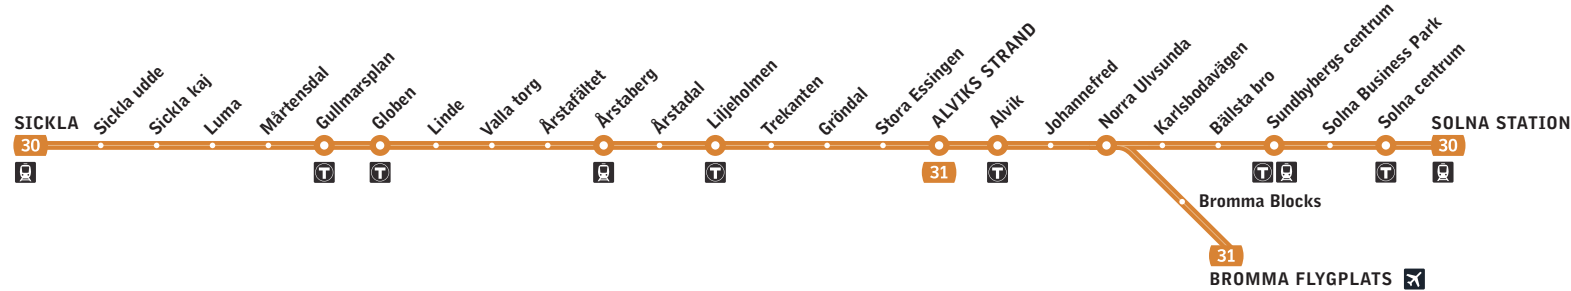 SICKLA
Sickla udde
Sickla kaj
Luma
Mårtensdal
Gullmarsplan
Globen
Linde
Valla torg
Årstafältet
Årstaberg
Årstadal
Liljeholmen
Trekanten
Gröndal
Stora Essingen
ALVIKS STRAND
Alvik
Johannefred
Norra Ulvsunda
Karlsbodavägen
Bällsta bro
Sundbybergs centrum
Solna Business Park
Solna centrum
SOLNA STATION
30
30
T
T
T
31
T
T
T
Bromma Blocks
31
BROMMA FLYGPLATS